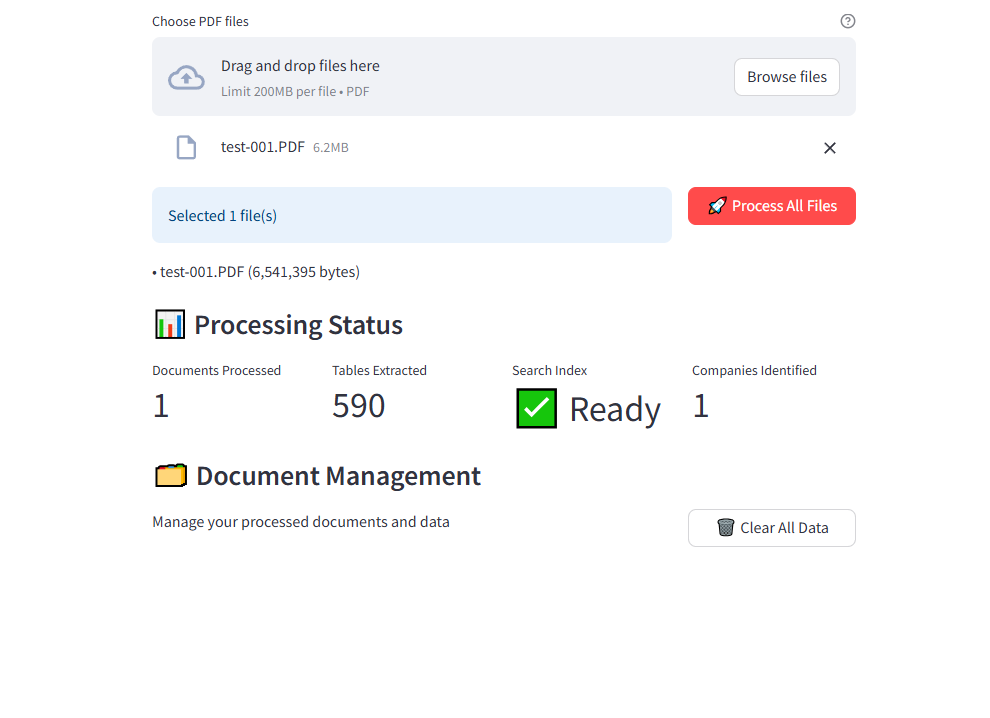 Choose PDF files
Drag and drop files here
Limit 200MB per file • PDF
Browse files
test-001.PDF 6.2MB
Selected 1 file(s)
🚀 Process All Files
• test-001.PDF (6,541,395 bytes)
📊 Processing Status
Documents Processed
1
Tables Extracted
590
Search Index
✅ Ready
Companies Identified
1
🗂️ Document Management
Manage your processed documents and data
🗑️ Clear All Data